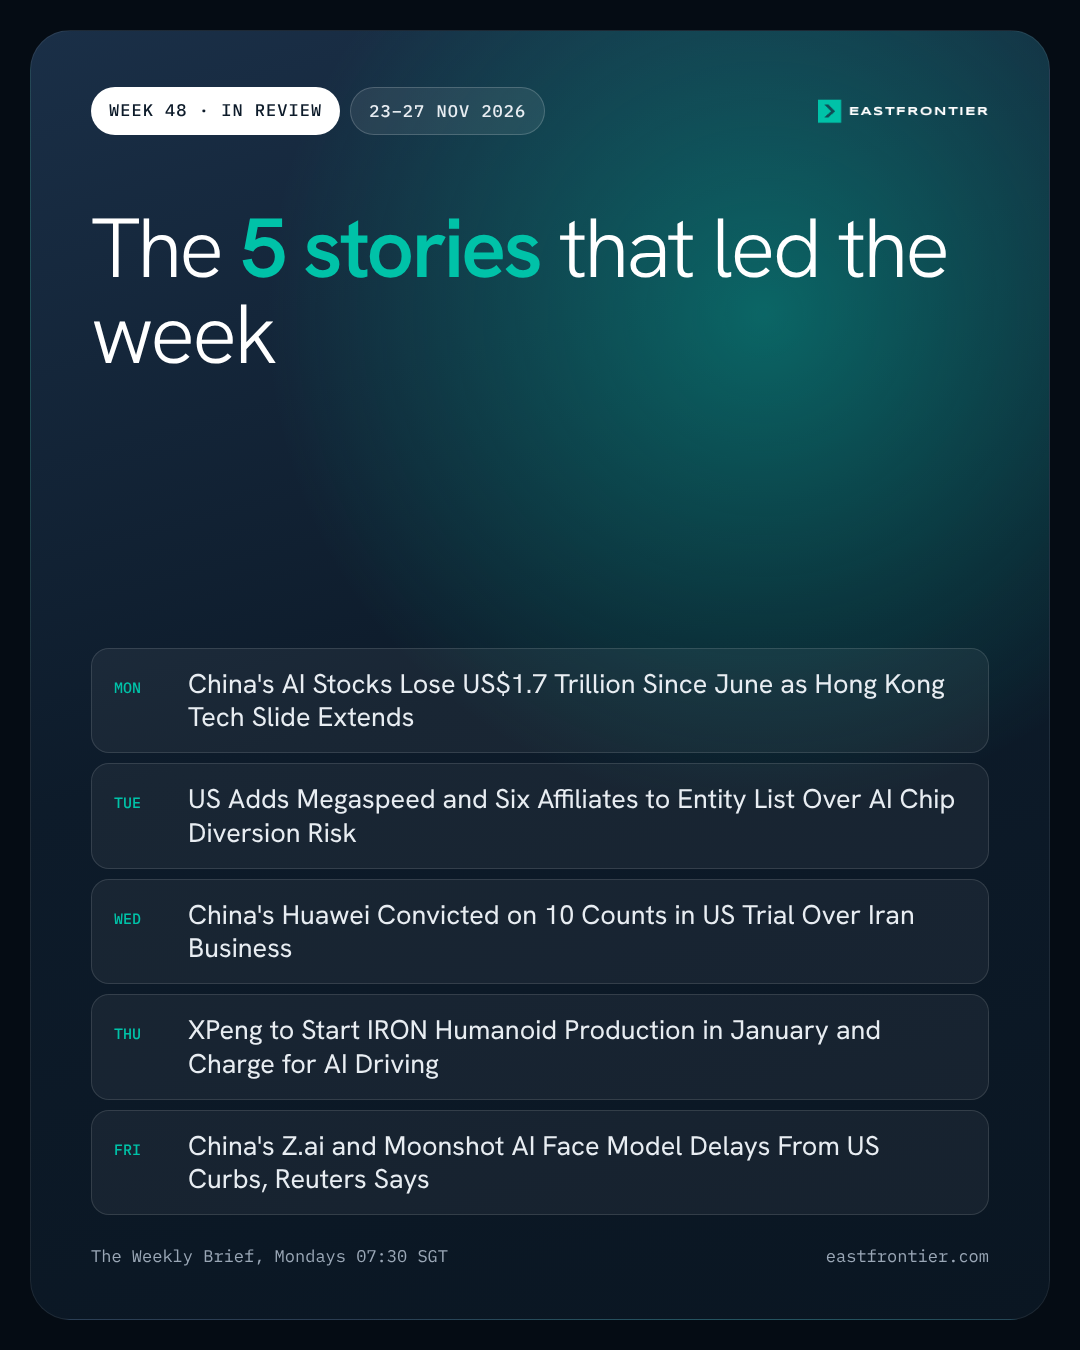 WEEK 48 · IN REVIEW
23–27 NOV 2026
EASTFRONTIER
The 5 stories that led the
week
MON
China's AI Stocks Lose US$1.7 Trillion Since June as Hong Kong
Tech Slide Extends
TUE
US Adds Megaspeed and Six Affiliates to Entity List Over AI Chip
Diversion Risk
WED
China's Huawei Convicted on 10 Counts in US Trial Over Iran
Business
THU
XPeng to Start IRON Humanoid Production in January and
Charge for AI Driving
FRI
China's Z.ai and Moonshot AI Face Model Delays From US
Curbs, Reuters Says
The Weekly Brief, Mondays 07:30 SGT
eastfrontier.com